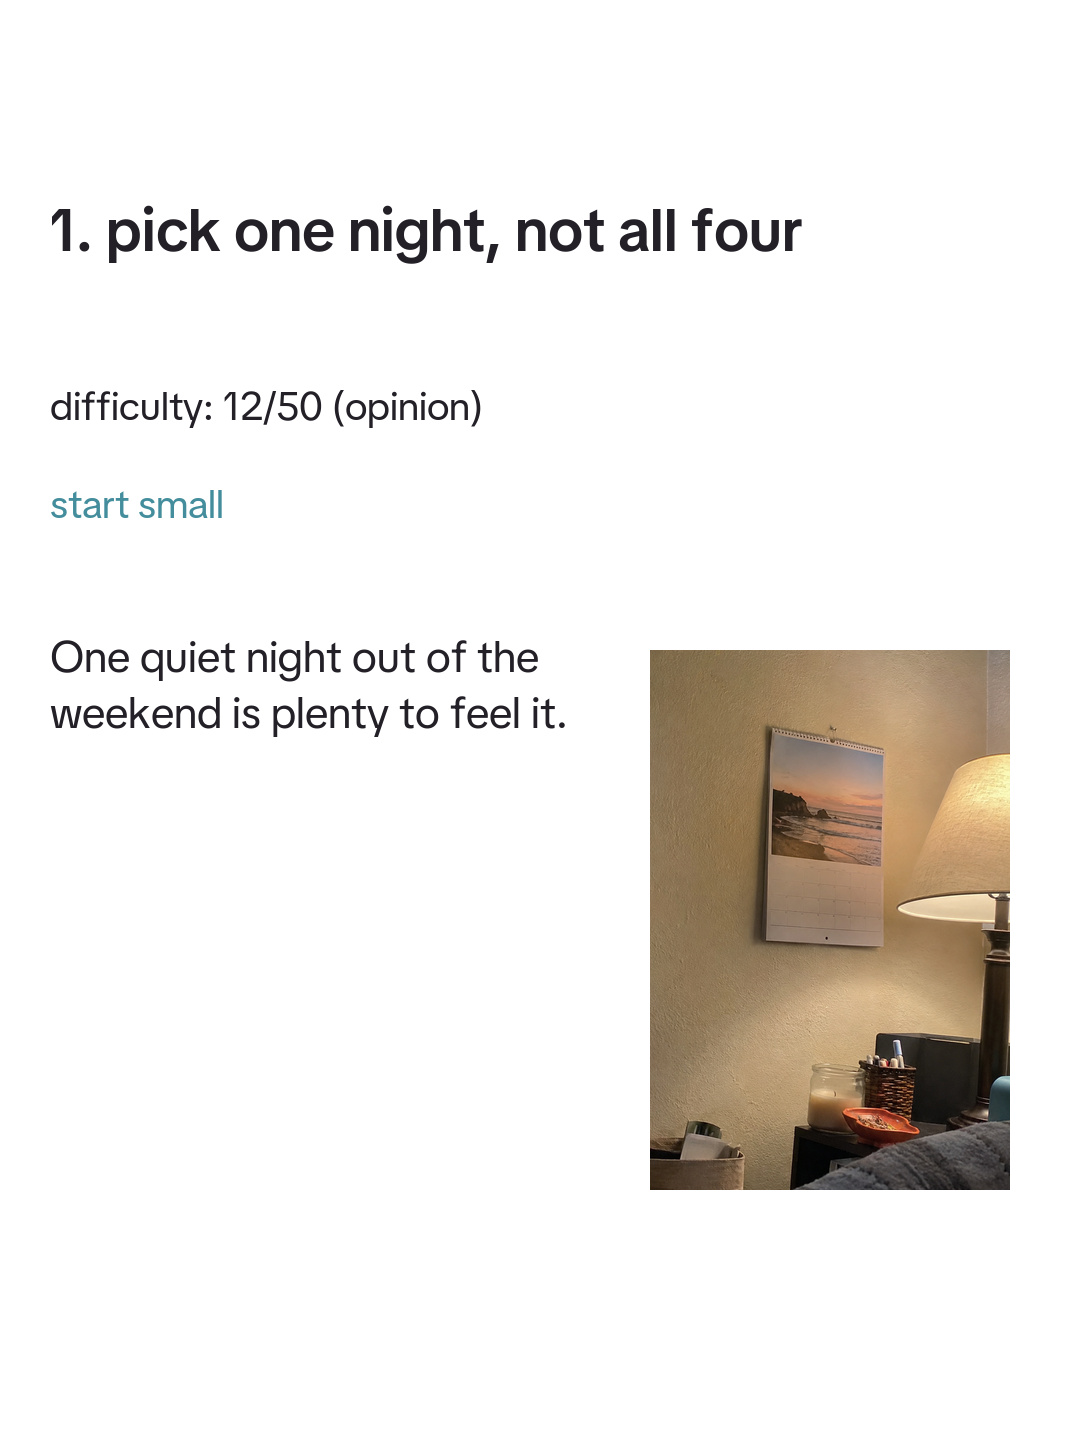 1. pick one night, not all four
difficulty: 12/50 (opinion)
start small
One quiet night out of the
weekend is plenty to feel it.